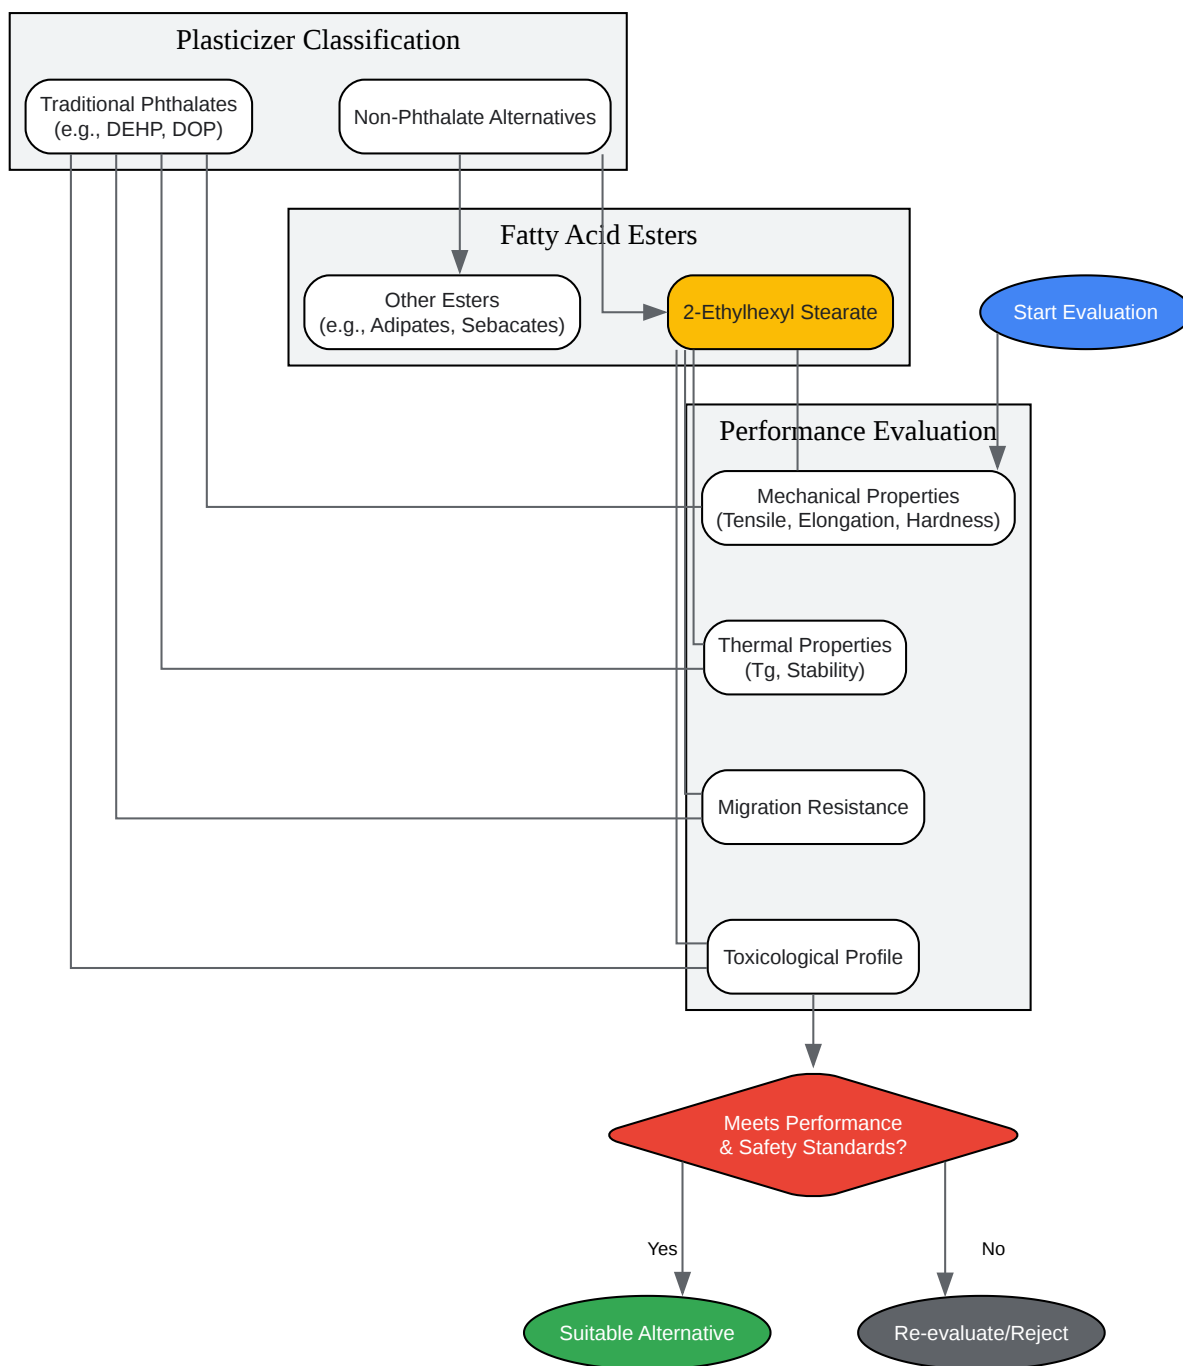 Plasticizer Classification
Traditional Phthalates
(e.g., DEHP, DOP)
Non-Phthalate Alternatives
Fatty Acid Esters
Other Esters
(e.g., Adipates, Sebacates)
2-Ethylhexyl Stearate
Start Evaluation
Performance Evaluation
Mechanical Properties
(Tensile, Elongation, Hardness)
Thermal Properties
(Tg, Stability)
Migration Resistance
Toxicological Profile
Meets Performance
& Safety Standards?
Yes
No
Suitable Alternative
Re-evaluate/Reject